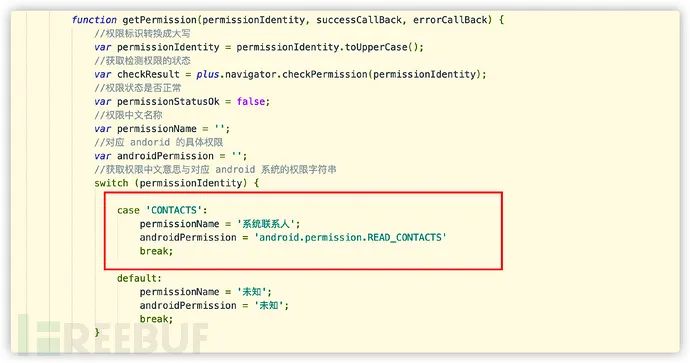 function getPermission(permissionIdentity, successCallBack, errorCallBack) {
//权限标识转换成大写
var permissionIdentity = permissionIdentity.toUpperCase();
//获取检测权限的状态
var checkResult = plus.navigator.checkPermission(permissionIdentity);
//权限状态是否正常
var permissionStatusOk = false;
//权限中文名称
var permissionName = '';
//对应 andorid 的具体权限
var androidPermission = '';
//获取权限中文意思与对应 android 系统的权限字符串
switch (permissionIdentity) {
case 'CONTACTS':
permissionName = '系统联系人';
androidPermission = 'android.permission.READ_CONTACTS'
break;
default:
permissionName = '未知';
androidPermission = '未知';
break;
}
FREEBUF